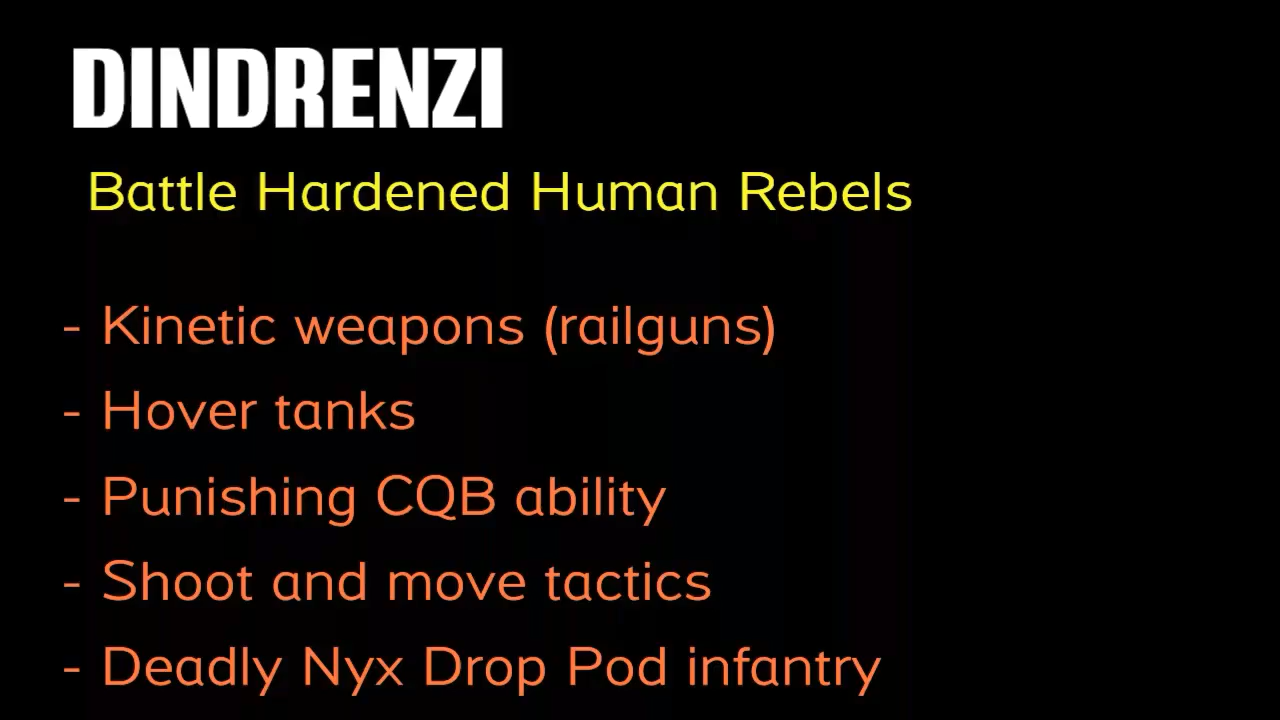 DINDRENZI
Battle Hardened Human Rebels
- Kinetic weapons (railguns)
- Hover tanks
- Punishing CQB ability
- Shoot and move tactics
- Deadly Nyx Drop Pod infantry